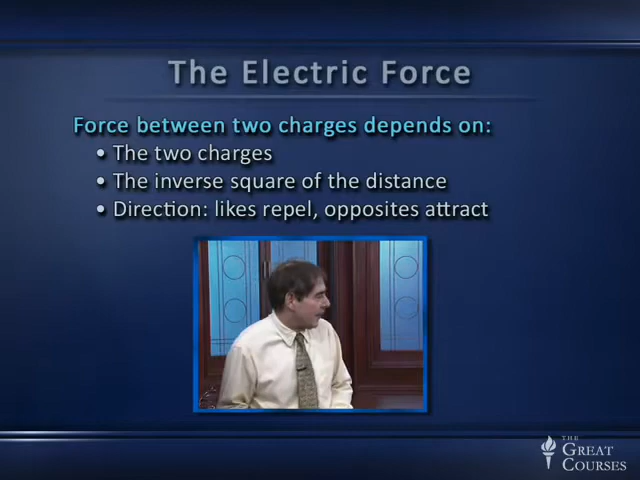 The Electric Force
Force between two charges depends on:
• The two charges
• The inverse square of the distance
• Direction: likes repel, opposites attract
THE
GREAT
COURSES